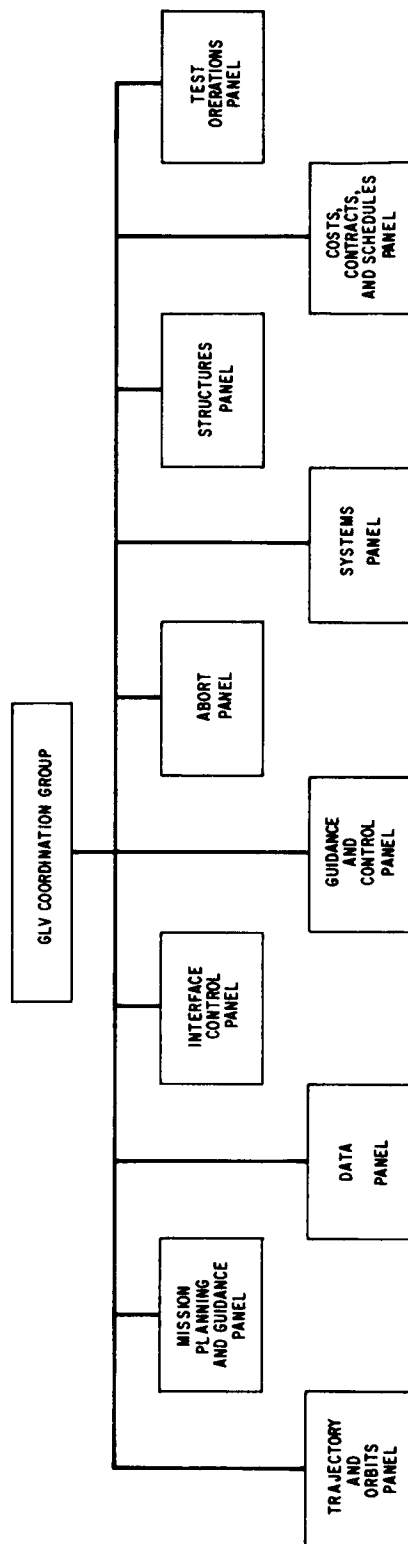 GLV COORDINATION GROUP
MISSION
PLANNING
AND GUIDANCE
PANEL
INTERFACE
CONTROL
PANEL
ABORT
PANEL
STRUCTURES
PANEL
TEST
ORERATIONS
PANEL
TRAJECTORY
AND
ORBITS
PANEL
DATA
PANEL
GUIDANCE
AND
CONTROL
PANEL
SYSTEMS
PANEL
COSTS,
CONTRACTS,
AND SCHEDULES
PANEL